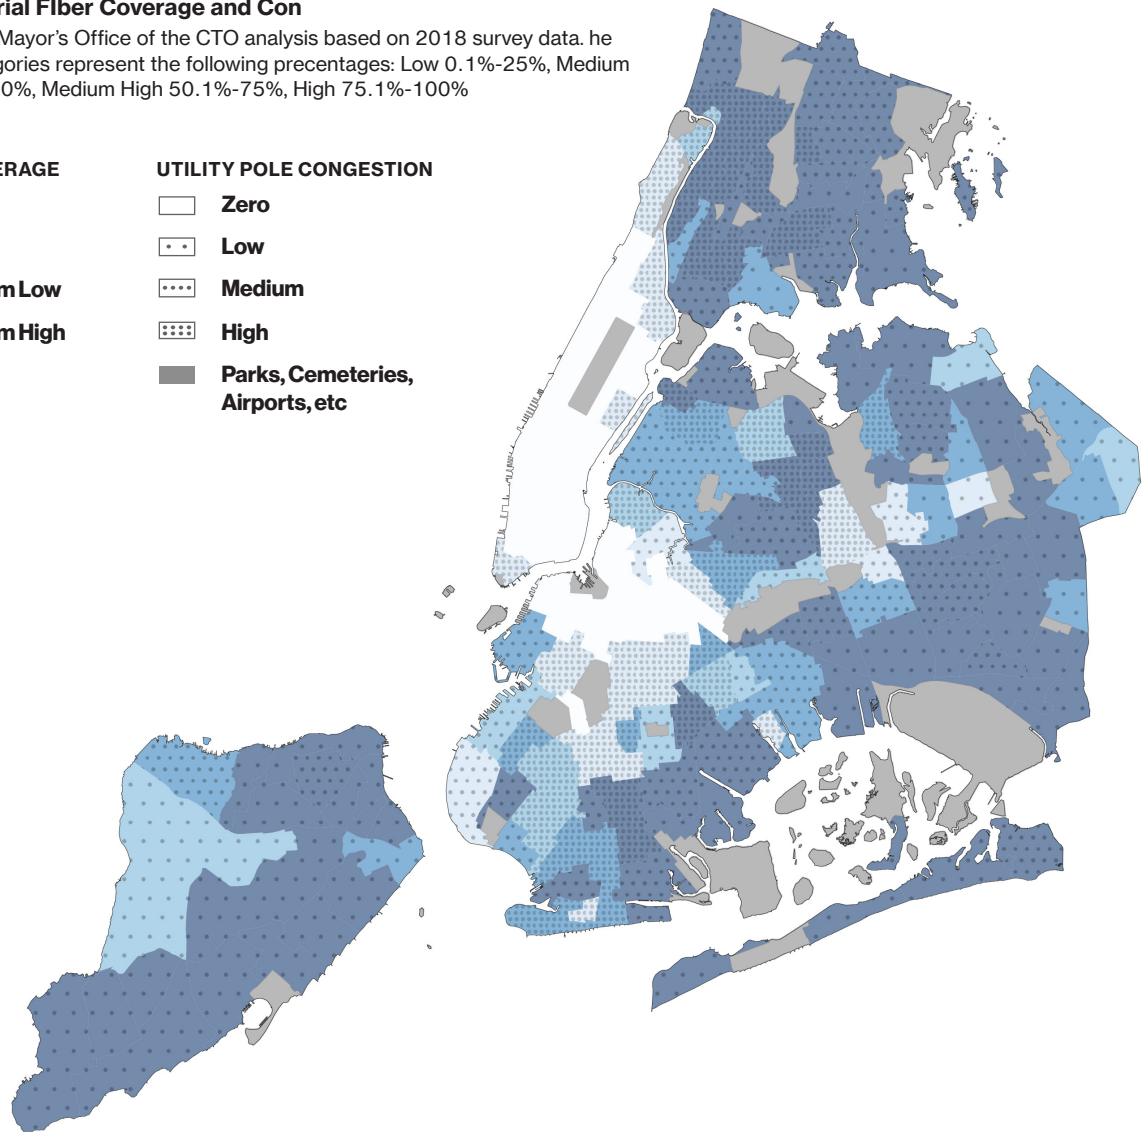 rial FIber Coverage and Con
Mayor’s Office of the CTO analysis based on 2018 survey data. he
gories represent the following precentages: Low 0.1%-25%, Medium
0%, Medium High 50.1%-75%, High 75.1%-100%
ERAGE
m Low
m High
UTILITY POLE CONGESTION
Zero
Low
Medium
High
Parks, Cemeteries,
Airports, etc